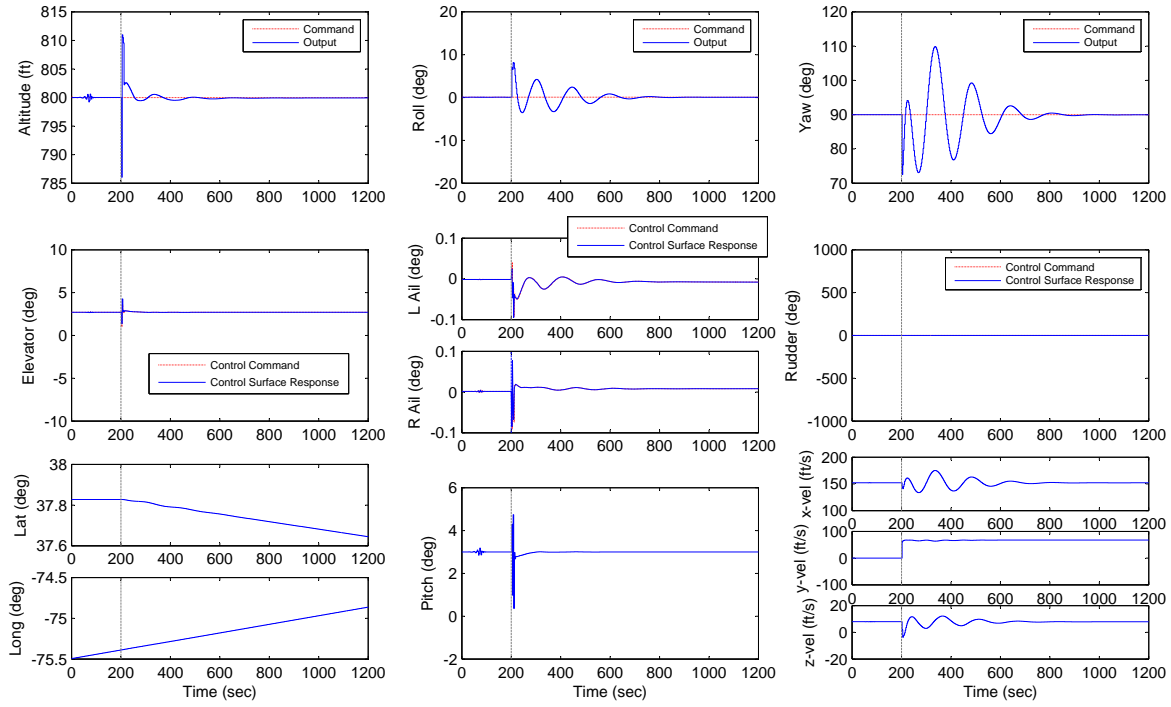 815
810
805
800
795
790
785
Altitude (ft)
Command
Output
0 200 400 600 800 1000 1200
20
10
0
-10
-20
Roll (deg)
Command
Output
0 200 400 600 800 1000 1200
120
110
100
90
80
70
Yaw (deg)
Command
Output
0 200 400 600 800 1000 1200
10
5
0
-5
-10
Elevator (deg)
Control Command
Control Surface Response
0 200 400 600 800 1000 1200
0.1
0
-0.1
L Ail (deg)
Control Command
Control Surface Response
0 200 400 600 800 1000 1200
0.1
0
-0.1
R Ail (deg)
0 200 400 600 800 1000 1200
1000
500
0
-500
-1000
Rudder (deg)
Control Command
Control Surface Response
0 200 400 600 800 1000 1200
38
37.8
37.6
Lat (deg)
0 200 400 600 800 1000 1200
-74.5
-75
-75.5
Long (deg)
0 200 400 600 800 1000 1200
Time (sec)
6
4
2
0
-2
Pitch (deg)
0 200 400 600 800 1000 1200
Time (sec)
200
150
100
x-vel (ft/s)
0 200 400 600 800 1000 1200
100
0
-100
y-vel (ft/s)
0 200 400 600 800 1000 1200
20
0
-20
z-vel (ft/s)
0 200 400 600 800 1000 1200
Time (sec)